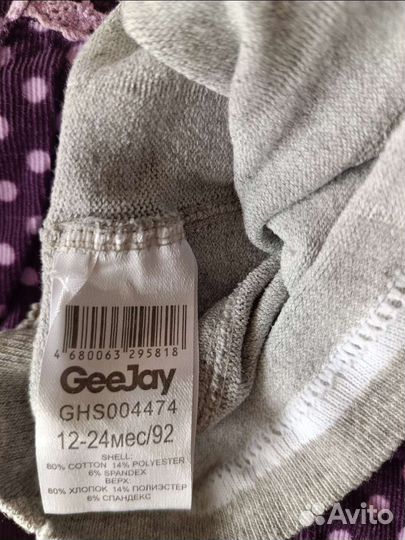 4 680063 295818
GeeJay
GHS004474
12-24мес/92
SHELL:
80% COTTON 14% POLYESTER
6% SPANDEX
ВЕРХ
80% ХЛОПОК 14% ПОЛИЭСТЕР
6% СПАНДЕКС
Avito